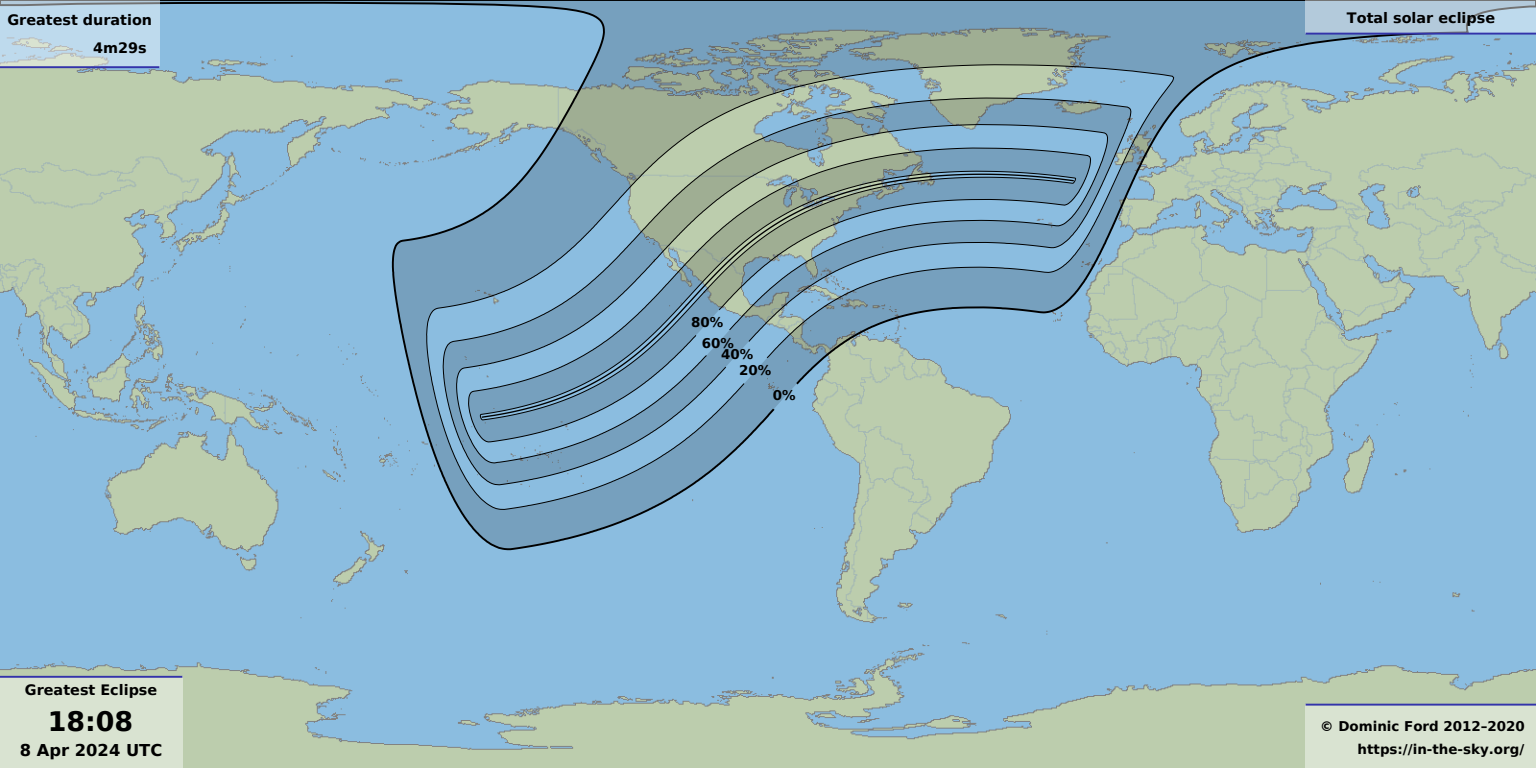 Greatest duration
4m29s
Total solar eclipse
80%
60%
40%
20%
0%
Greatest Eclipse
18:08
8 Apr 2024 UTC
© Dominic Ford 2012–2020
https://in-the-sky.org/